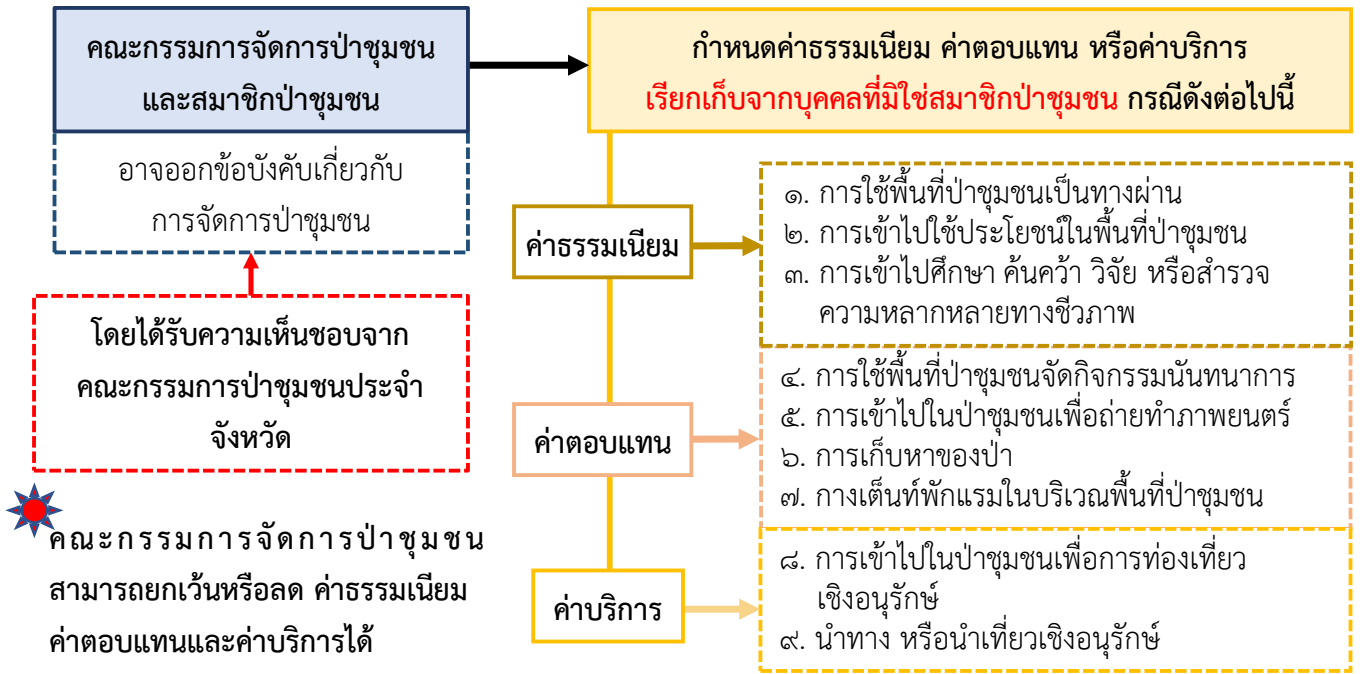 คณะกรรมการจัดการป่าชุมชน
และสมาชิกป่าชุมชน
อาจออกข้อบังคับเกี่ยวกับ
การจัดการป่าชุมชน
โดยได้รับความเห็นชอบจาก
คณะกรรมการป่าชุมชนประจำ
จังหวัด
คณะกรรมการจัดการป่าชุมชน
สามารถยกเว้นหรือลด ค่าธรรมเนียม
ค่าตอบแทนและค่าบริการได้
กำหนดค่าธรรมเนียม ค่าตอบแทน หรือค่าบริการ
เรียกเก็บจากบุคคลที่มิใช่สมาชิกป่าชุมชน กรณีดังต่อไปนี้
ค่าธรรมเนียม
๑. การใช้พื้นที่ป่าชุมชนเป็นทางผ่าน
๒. การเข้าไปใช้ประโยชน์ในพื้นที่ป่าชุมชน
๓. การเข้าไปศึกษา ค้นคว้า วิจัย หรือสำรวจ
ความหลากหลายทางชีวภาพ
ค่าตอบแทน
๔. การใช้พื้นที่ป่าชุมชนจัดกิจกรรมนันทนาการ
๕. การเข้าไปในป่าชุมชนเพื่อถ่ายทำภาพยนตร์
๖. การเก็บหาของป่า
๗. กางเต็นท์พักแรมในบริเวณพื้นที่ป่าชุมชน
ค่าบริการ
๘. การเข้าไปในป่าชุมชนเพื่อการท่องเที่ยว
เชิงอนุรักษ์
๙. นำทาง หรือนำเที่ยวเชิงอนุรักษ์